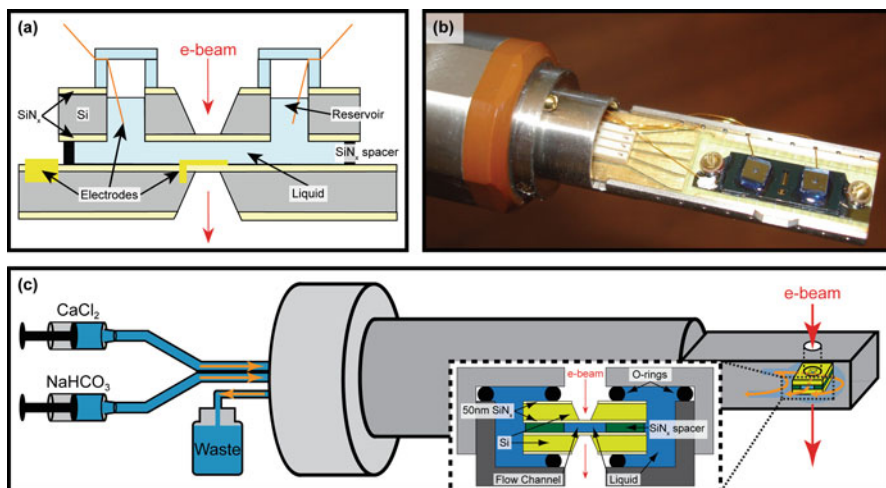 (a)
e-beam
SiNₓ
Si
Reservoir
SiNₓ spacer
Electrodes
Liquid
(b)
(c)
CaCl₂
NaHCO₃
Waste
e-beam
e-beam
O-rings
50nm SiNₓ
SiNₓ spacer
Si
Flow Channel
Liquid